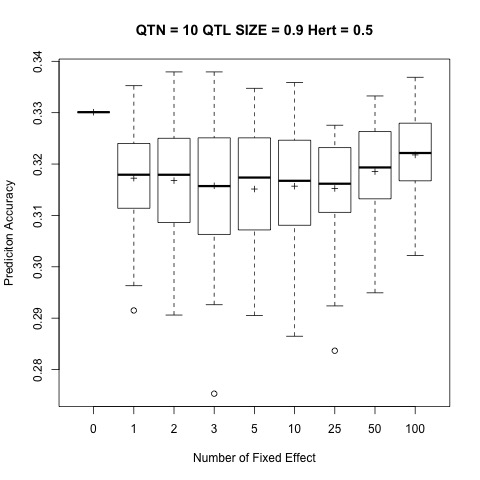 QTN = 10 QTL SIZE = 0.9 Hert = 0.5
0.34
0.33
0.32
0.31
0.30
0.29
0.28
Prediciton Accuracy
0 1 2 3 5 10 25 50 100
Number of Fixed Effect